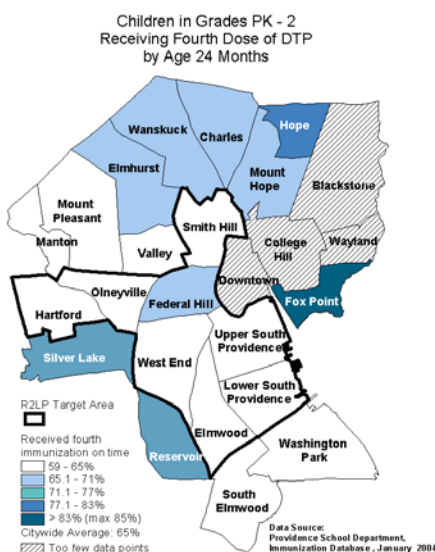 Children in Grades PK - 2
Receiving Fourth Dose of DTP
by Age 24 Months
Wanskuck
Charles
Hope
Elmhurst
Mount
Hope
Blackstone
Mount
Pleasant
Smith Hill
College
Hill
Wayland
Manton
Valley
Downtown
Olneyville
Federal Hill
Fox Point
Hartford
Upper South
Providence
Silver Lake
West End
Lower South
Providence
R2LP Target Area
Elmwood
Washington
Park
Reservoir
Received fourth
immunization on time
59 - 65%
65.1 - 71%
71.1 - 77%
77.1 - 83%
> 83% (max 85%)
Citywide Average: 65%
Too few data points
South
Elmwood
Data Source:
Providence School Department,
Immunization Database, January 2004